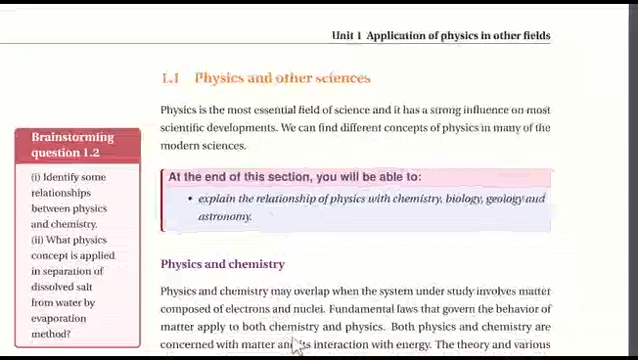 Unit 1 Application of physics in other fields
1.1 Physics and other sciences
Physics is the most essential field of science and it has a strong influence on most
scientific developments. We can find different concepts of physics in many of the
modern sciences.
Brainstorming
question 1.2
(i) Identify some
relationships
between physics
and chemistry.
(ii) What physics
concept is applied
in separation of
dissolved salt
from water by
evaporation
method?
At the end of this section, you will be able to:
• explain the relationship of physics with chemistry, biology, geology and
astronomy.
Physics and chemistry
Physics and chemistry may overlap when the system under study involves matter
composed of electrons and nuclei. Fundamental laws that govern the behavior of
matter apply to both chemistry and physics. Both physics and chemistry are
concerned with matter and its interaction with energy. The theory and various